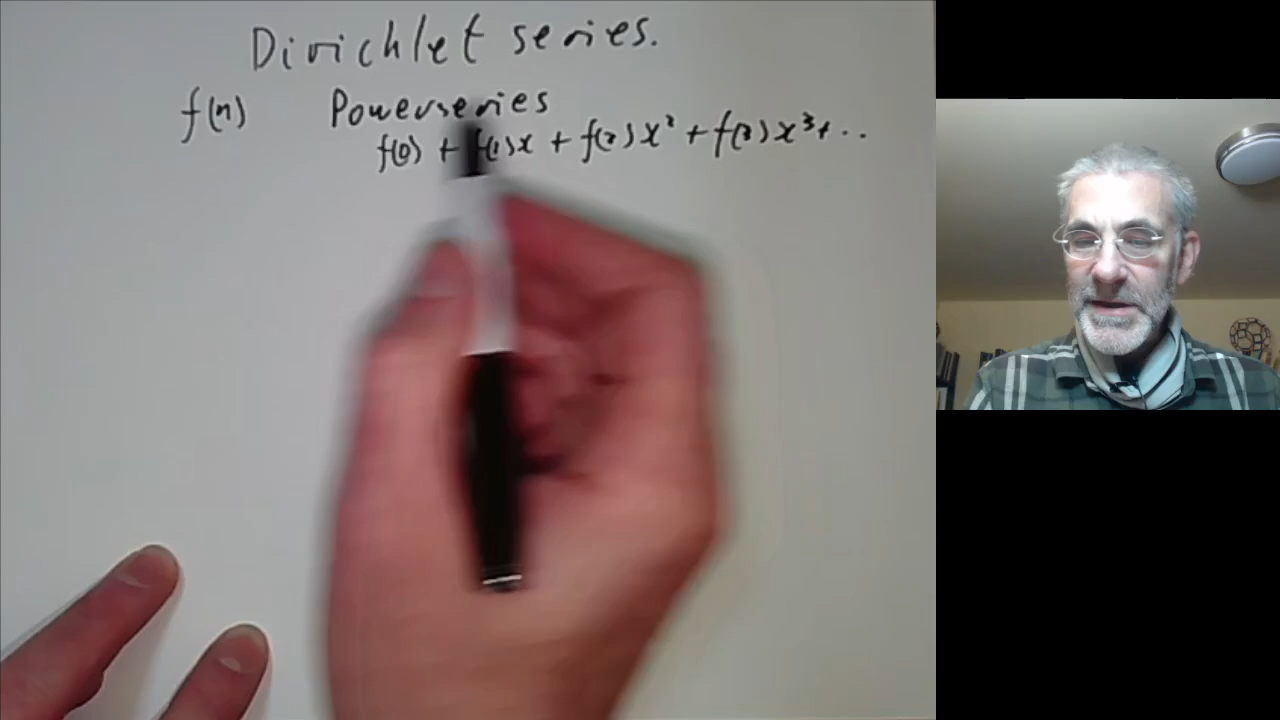 Dirichlet series.
f(n) Powerseries
f(0) + f(1)x + f(2)x² + f(3)x³+ ..